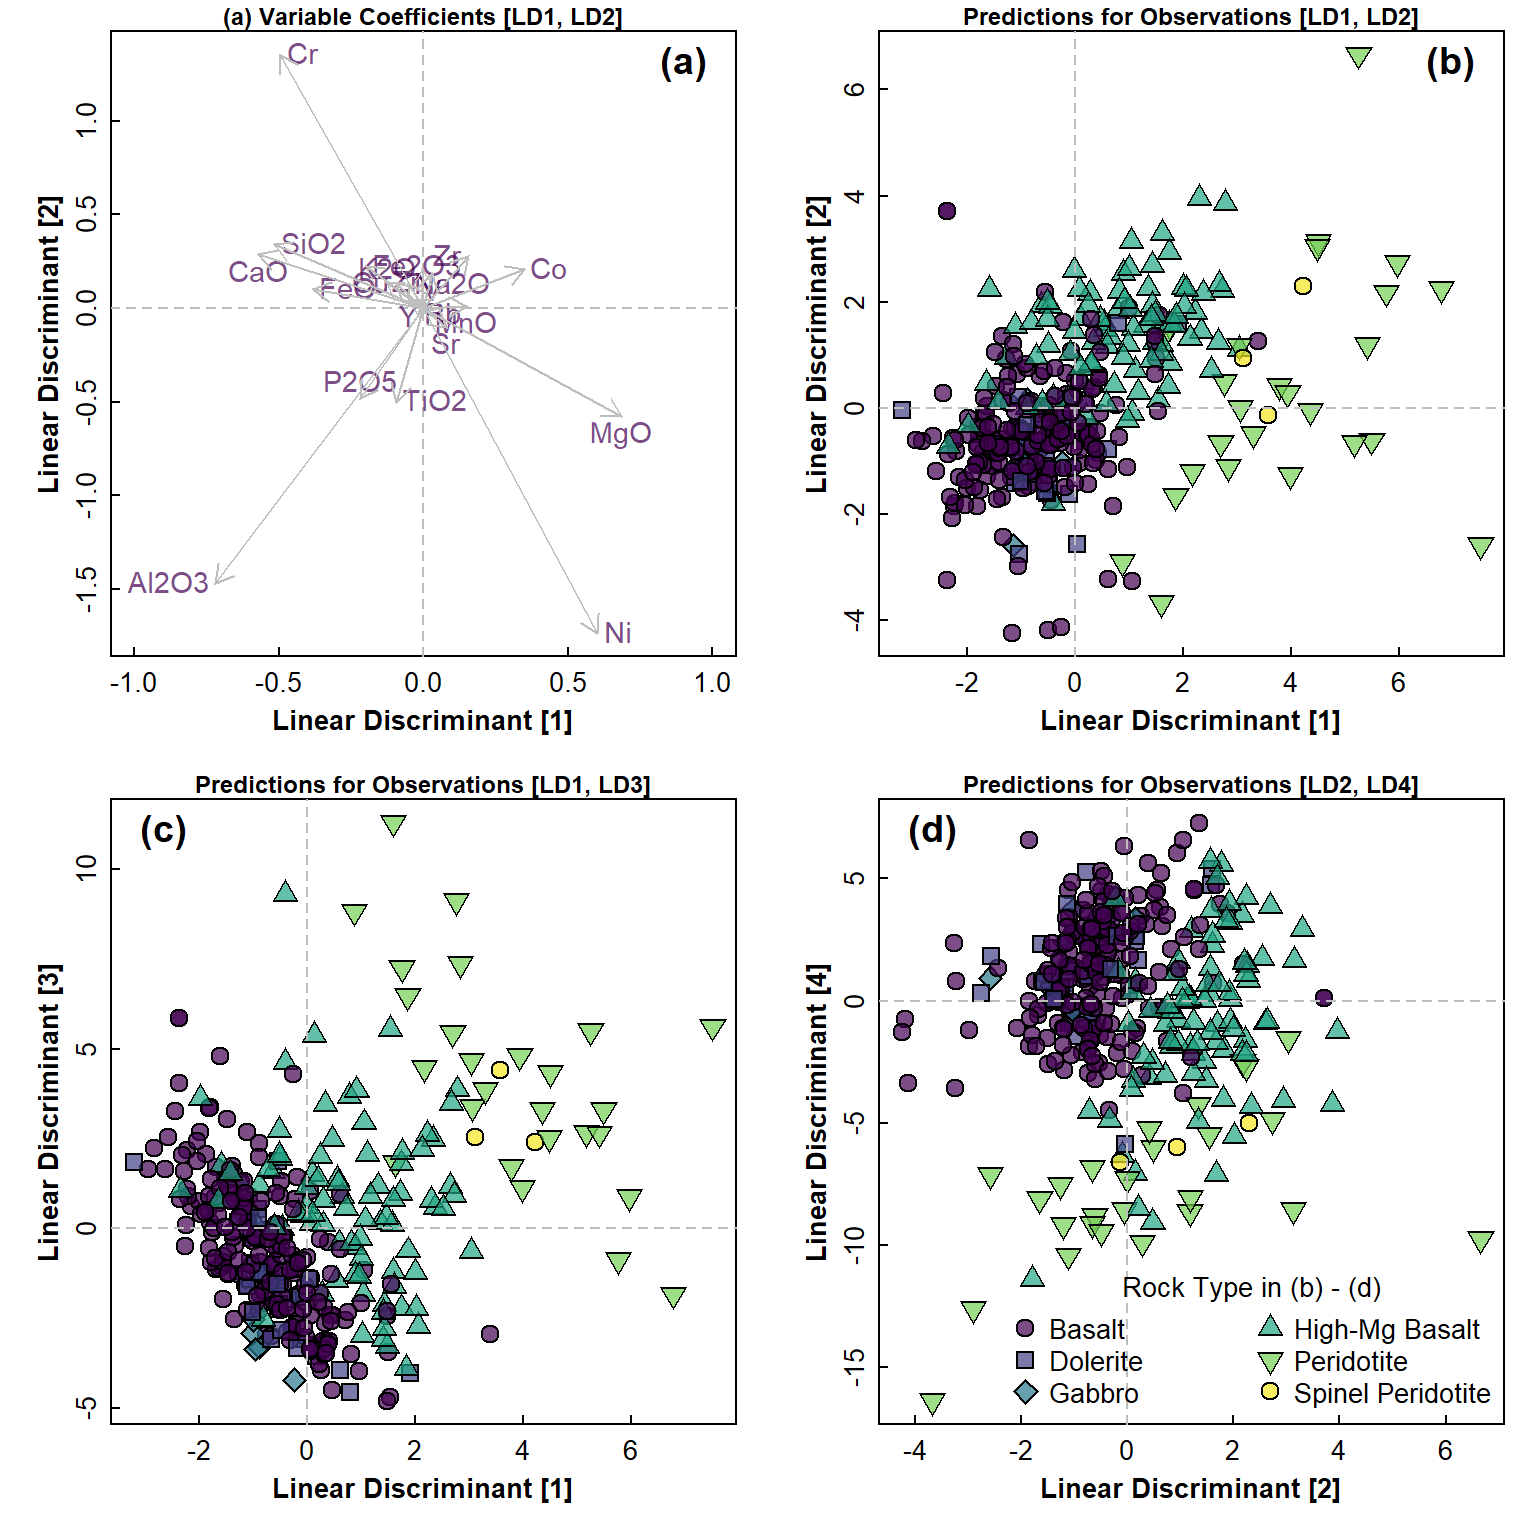 (a) Variable Coefficients [LD1, LD2]
(a)
Cr
SiO2
CaO
Fe2O3
Zr
Co
Na2O
FeO
Y
Rb
MnO
Sr
P2O5
TiO2
MgO
Al2O3
Ni
1.0
0.5
0.0
-0.5
-1.0
-1.5
-1.0 -0.5 0.0 0.5 1.0
Linear Discriminant [1]
Linear Discriminant [2]
Predictions for Observations [LD1, LD2]
(b)
6
4
2
0
-2
-4
-2 0 2 4 6
Linear Discriminant [1]
Linear Discriminant [2]
Predictions for Observations [LD1, LD3]
(c)
10
5
0
-5
-2 0 2 4 6
Linear Discriminant [1]
Linear Discriminant [3]
Predictions for Observations [LD2, LD4]
(d)
5
0
-5
-10
-15
-4 -2 0 2 4 6
Linear Discriminant [2]
Linear Discriminant [4]
Rock Type in (b) - (d)
Basalt
Dolerite
Gabbro
High-Mg Basalt
Peridotite
Spinel Peridotite